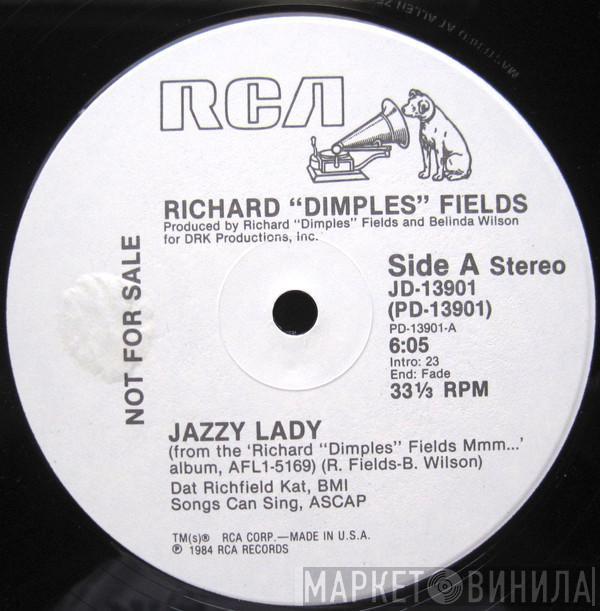 MASTERED AT ALLEN Z
RCA
RICHARD “DIMPLES” FIELDS
Produced by Richard “Dimples” Fields and Belinda Wilson
for DRK Productions, Inc.
NOT FOR SALE
Side A Stereo
JD-13901
(PD-13901)
PD-13901-A
6:05
Intro: 23
End: Fade
33⅓ RPM
JAZZY LADY
(from the ‘Richard “Dimples” Fields Mmm...’
album, AFL1-5169) (R. Fields-B. Wilson)
Dat Richfield Kat, BMI
Songs Can Sing, ASCAP
TM(s)® RCA CORP.—MADE IN U.S.A.
℗ 1984 RCA RECORDS
МАРКЕТ ВИНИЛА